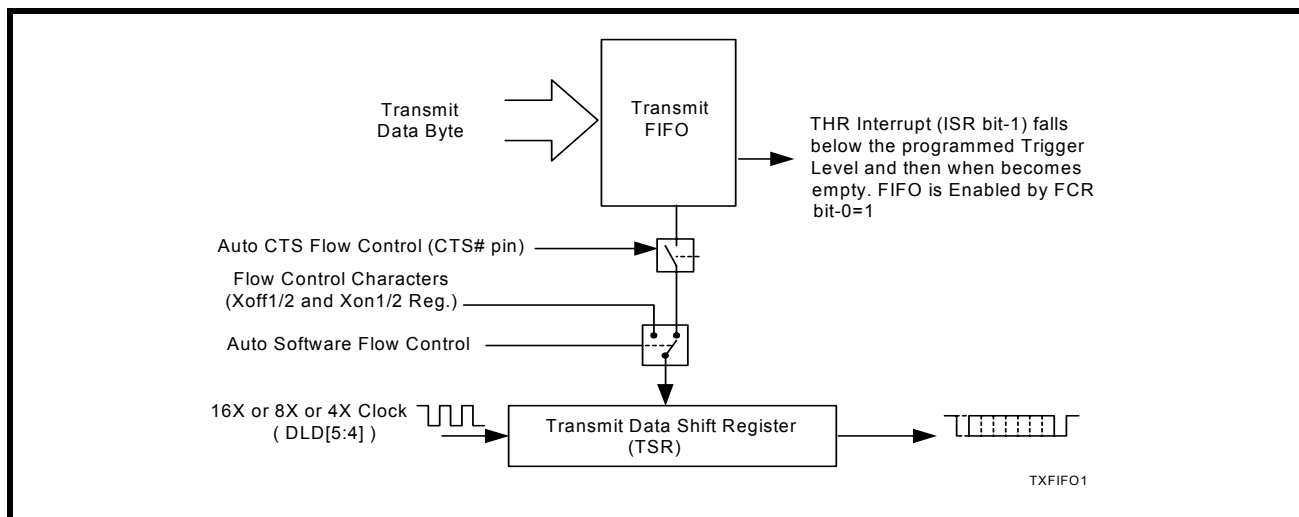 Transmit
Data Byte
Transmit
FIFO
THR Interrupt (ISR bit-1) falls
below the programmed Trigger
Level and then when becomes
empty. FIFO is Enabled by FCR
bit-0=1
Auto CTS Flow Control (CTS# pin)
Flow Control Characters
(Xoff1/2 and Xon1/2 Reg.)
Auto Software Flow Control
16X or 8X or 4X Clock
( DLD[5:4] )
Transmit Data Shift Register
(TSR)
TXFIFO1